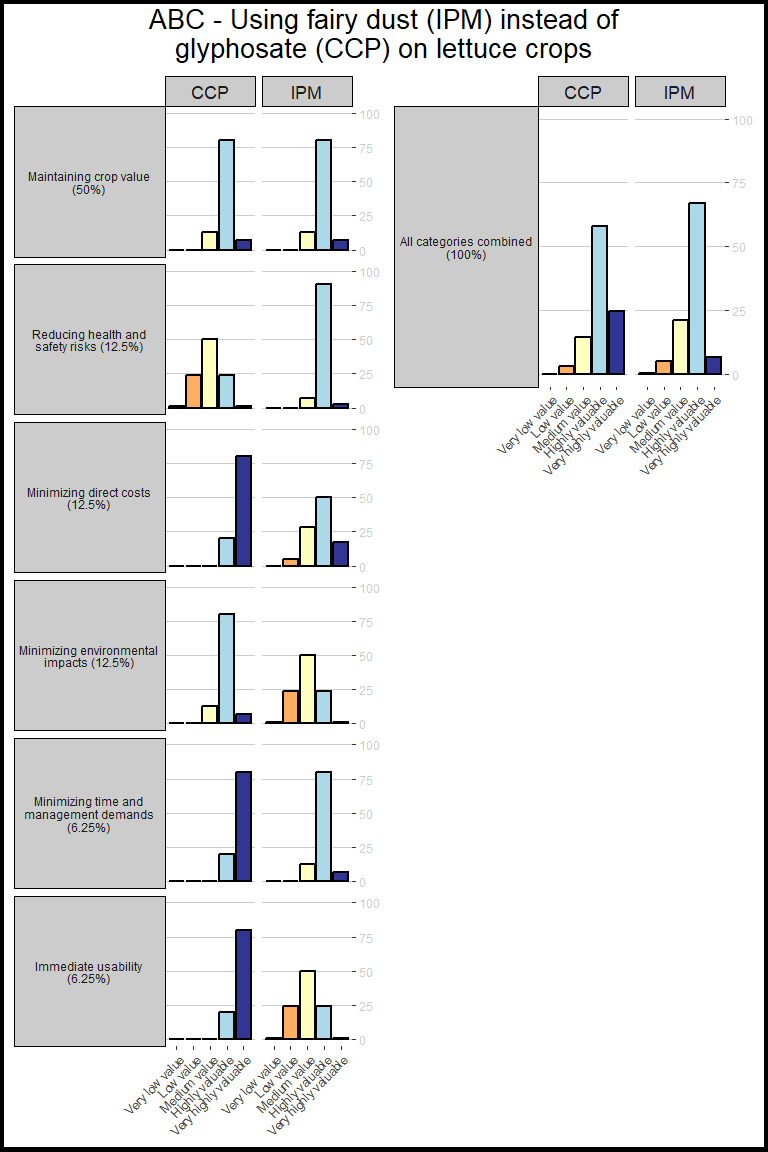 ABC - Using fairy dust (IPM) instead of
glyphosate (CCP) on lettuce crops
CCP
IPM
Maintaining crop value
(50%)
100
75
50
25
0
Reducing health and
safety risks (12.5%)
100
75
50
25
0
Minimizing direct costs
(12.5%)
100
75
50
25
0
Minimizing environmental
impacts (12.5%)
100
75
50
25
0
Minimizing time and
management demands
(6.25%)
100
75
50
25
0
Immediate usability
(6.25%)
100
75
50
25
0
Very low value
Low value
Medium value
Highly valuable
Very highly valuable
Very low value
Low value
Medium value
Highly valuable
Very highly valuable
CCP
IPM
All categories combined
(100%)
100
75
50
25
0
Very low value
Low value
Medium value
Highly valuable
Very highly valuable
Very low value
Low value
Medium value
Highly valuable
Very highly valuable